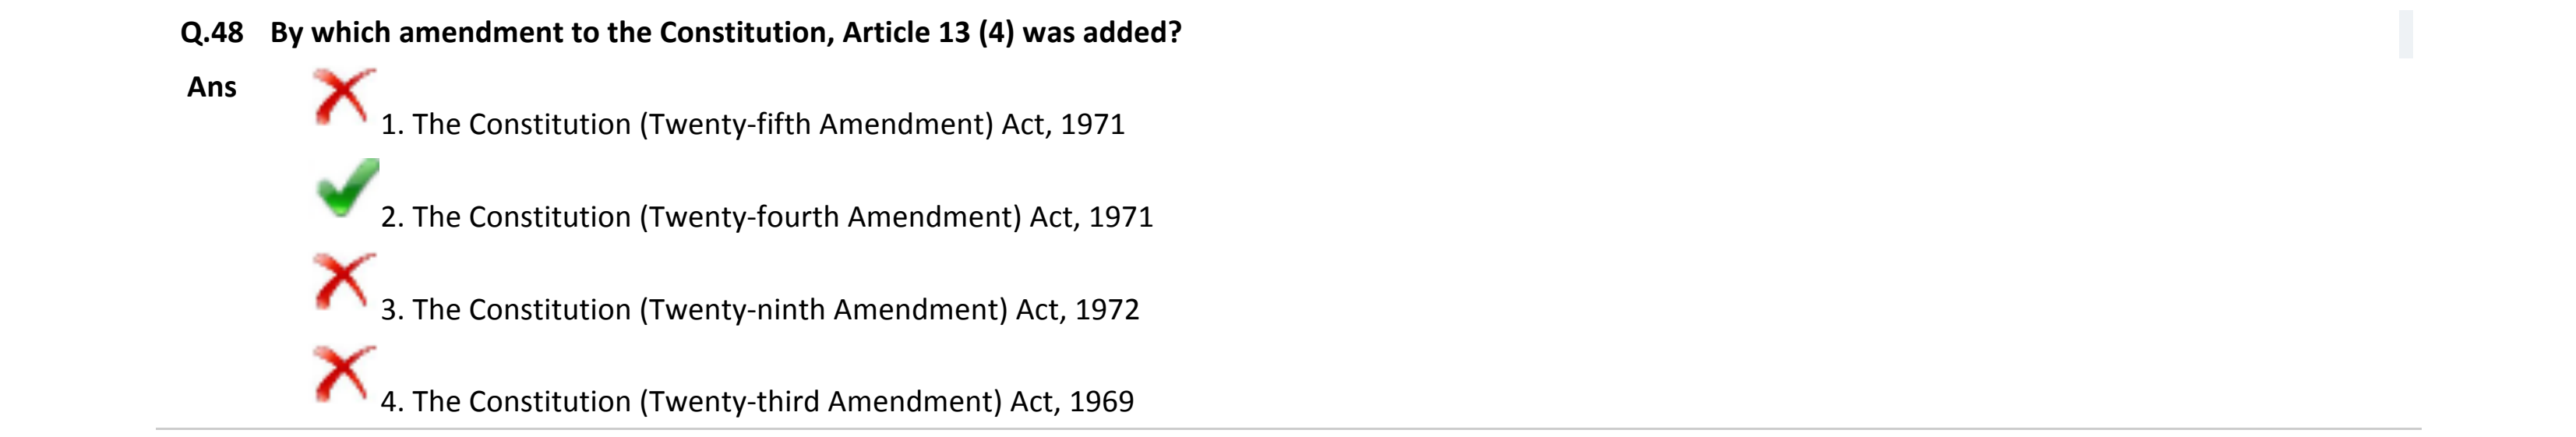 Q.48 By which amendment to the Constitution, Article 13 (4) was added?
Ans
1. The Constitution (Twenty-fifth Amendment) Act, 1971
2. The Constitution (Twenty-fourth Amendment) Act, 1971
3. The Constitution (Twenty-ninth Amendment) Act, 1972
4. The Constitution (Twenty-third Amendment) Act, 1969